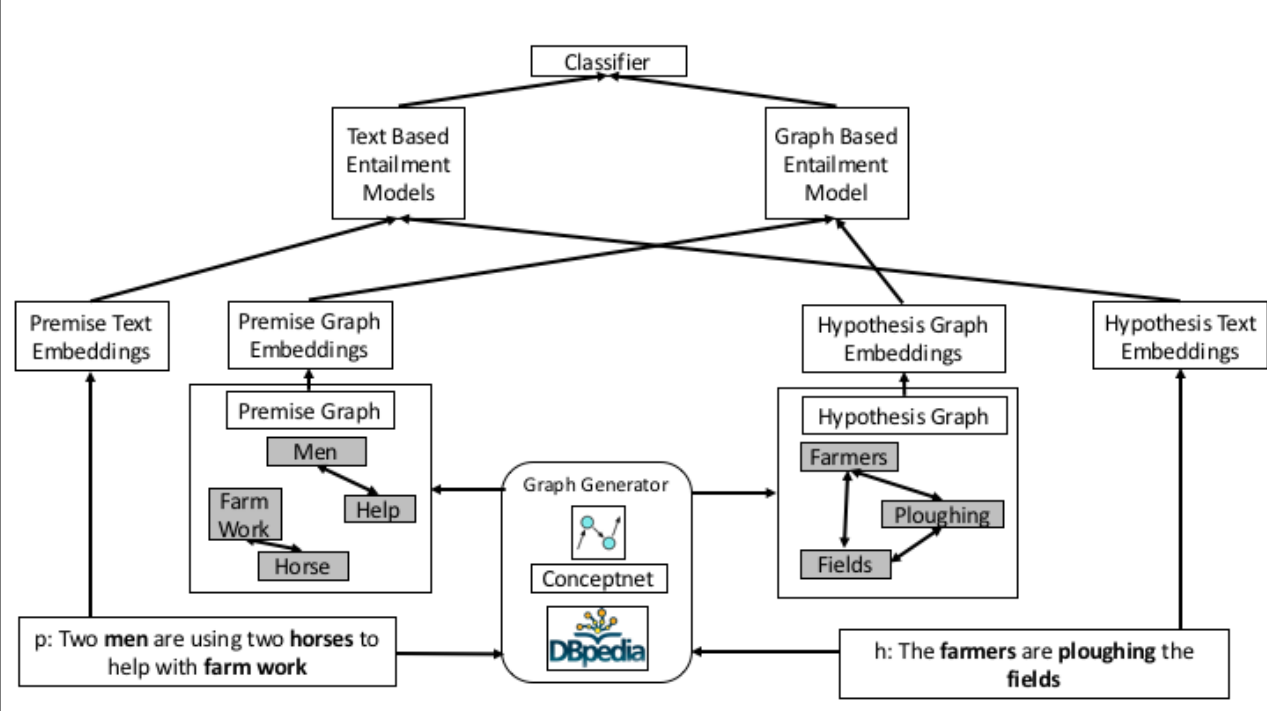 Classifier
Text Based
Entailment
Models
Graph Based
Entailment
Model
Premise Text
Embeddings
Premise Graph
Embeddings
Hypothesis Graph
Embeddings
Hypothesis Text
Embeddings
Premise Graph
Men
Help
Farm
Work
Horse
Graph Generator
Conceptnet
DBpedia
Hypothesis Graph
Farmers
Ploughing
Fields
p: Two men are using two horses to
help with farm work
h: The farmers are ploughing the
fields